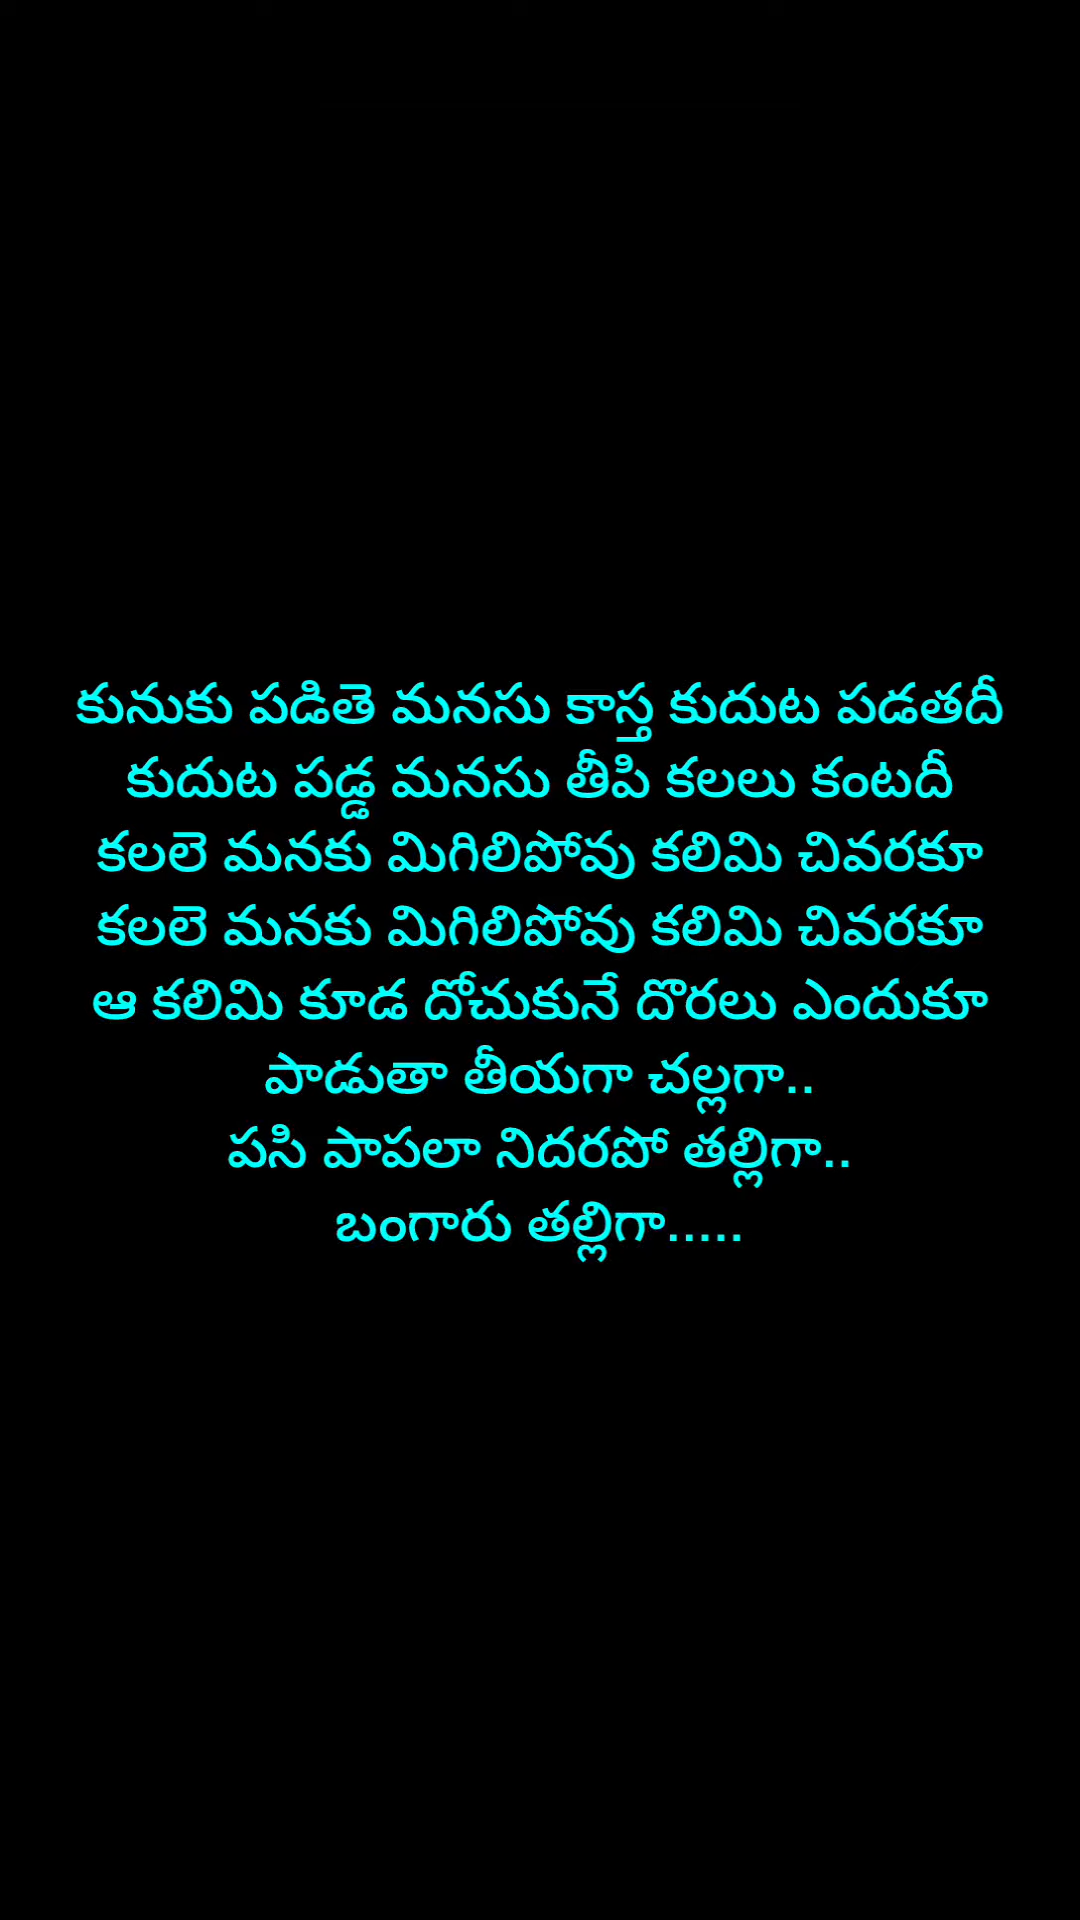 కునుకు పడితె మనసు కాస్త కుదుట పడతదీ
కుదుట పడ్డ మనసు తీపి కలలు కంటదీ
కలలె మనకు మిగిలిపోవు కలిమి చివరకూ
కలలె మనకు మిగిలిపోవు కలిమి చివరకూ
ఆ కలిమి కూడ దోచుకునే దొరలు ఎందుకూ
పాడుతా తీయగా చల్లగా..
పసి పాపలా నిదరపో తల్లిగా..
బంగారు తల్లిగా.....